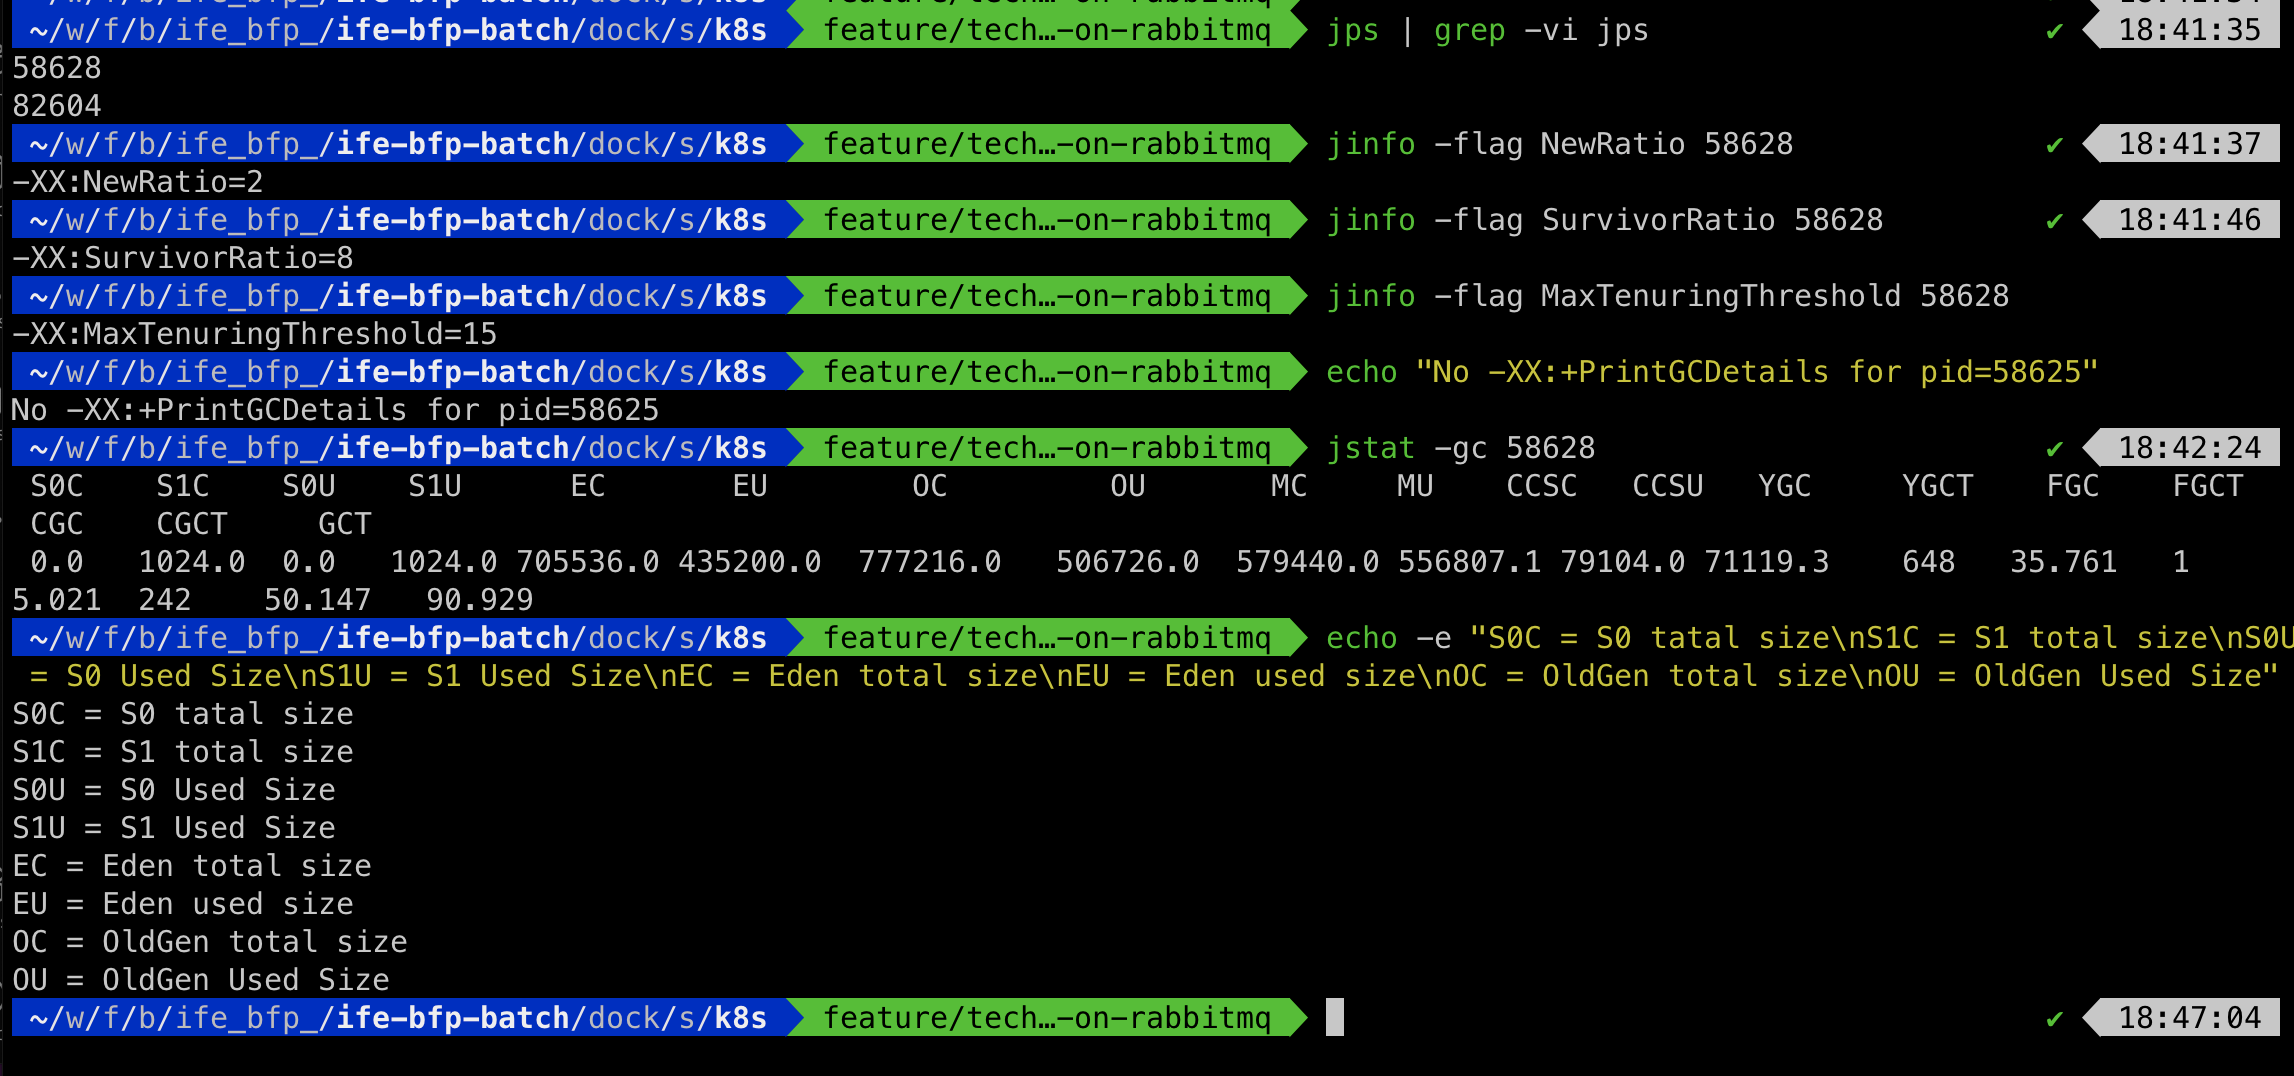 ~/w/f/b/ife_bfp_/ife-bfp-batch/dock/s/k8s feature/tech…-on-rabbitmq jps | grep -vi jps ✔ 18:41:35
58628
82604
~/w/f/b/ife_bfp_/ife-bfp-batch/dock/s/k8s feature/tech…-on-rabbitmq jinfo -flag NewRatio 58628 ✔ 18:41:37
-XX:NewRatio=2
~/w/f/b/ife_bfp_/ife-bfp-batch/dock/s/k8s feature/tech…-on-rabbitmq jinfo -flag SurvivorRatio 58628 ✔ 18:41:46
-XX:SurvivorRatio=8
~/w/f/b/ife_bfp_/ife-bfp-batch/dock/s/k8s feature/tech…-on-rabbitmq jinfo -flag MaxTenuringThreshold 58628
-XX:MaxTenuringThreshold=15
~/w/f/b/ife_bfp_/ife-bfp-batch/dock/s/k8s feature/tech…-on-rabbitmq echo "No -XX:+PrintGCDetails for pid=58625"
No -XX:+PrintGCDetails for pid=58625
~/w/f/b/ife_bfp_/ife-bfp-batch/dock/s/k8s feature/tech…-on-rabbitmq jstat -gc 58628 ✔ 18:42:24
S0C S1C S0U S1U EC EU OC OU MC MU CCSC CCSU YGC YGCT FGC FGCT
CGC CGCT GCT
0.0 1024.0 0.0 1024.0 705536.0 435200.0 777216.0 506726.0 579440.0 556807.1 79104.0 71119.3 648 35.761 1
5.021 242 50.147 90.929
~/w/f/b/ife_bfp_/ife-bfp-batch/dock/s/k8s feature/tech…-on-rabbitmq echo -e "S0C = S0 tatal size\nS1C = S1 total size\nS0U
= S0 Used Size\nS1U = S1 Used Size\nEC = Eden total size\nEU = Eden used size\nOC = OldGen total size\nOU = OldGen Used Size"
S0C = S0 tatal size
S1C = S1 total size
S0U = S0 Used Size
S1U = S1 Used Size
EC = Eden total size
EU = Eden used size
OC = OldGen total size
OU = OldGen Used Size
~/w/f/b/ife_bfp_/ife-bfp-batch/dock/s/k8s feature/tech…-on-rabbitmq ✔ 18:47:04